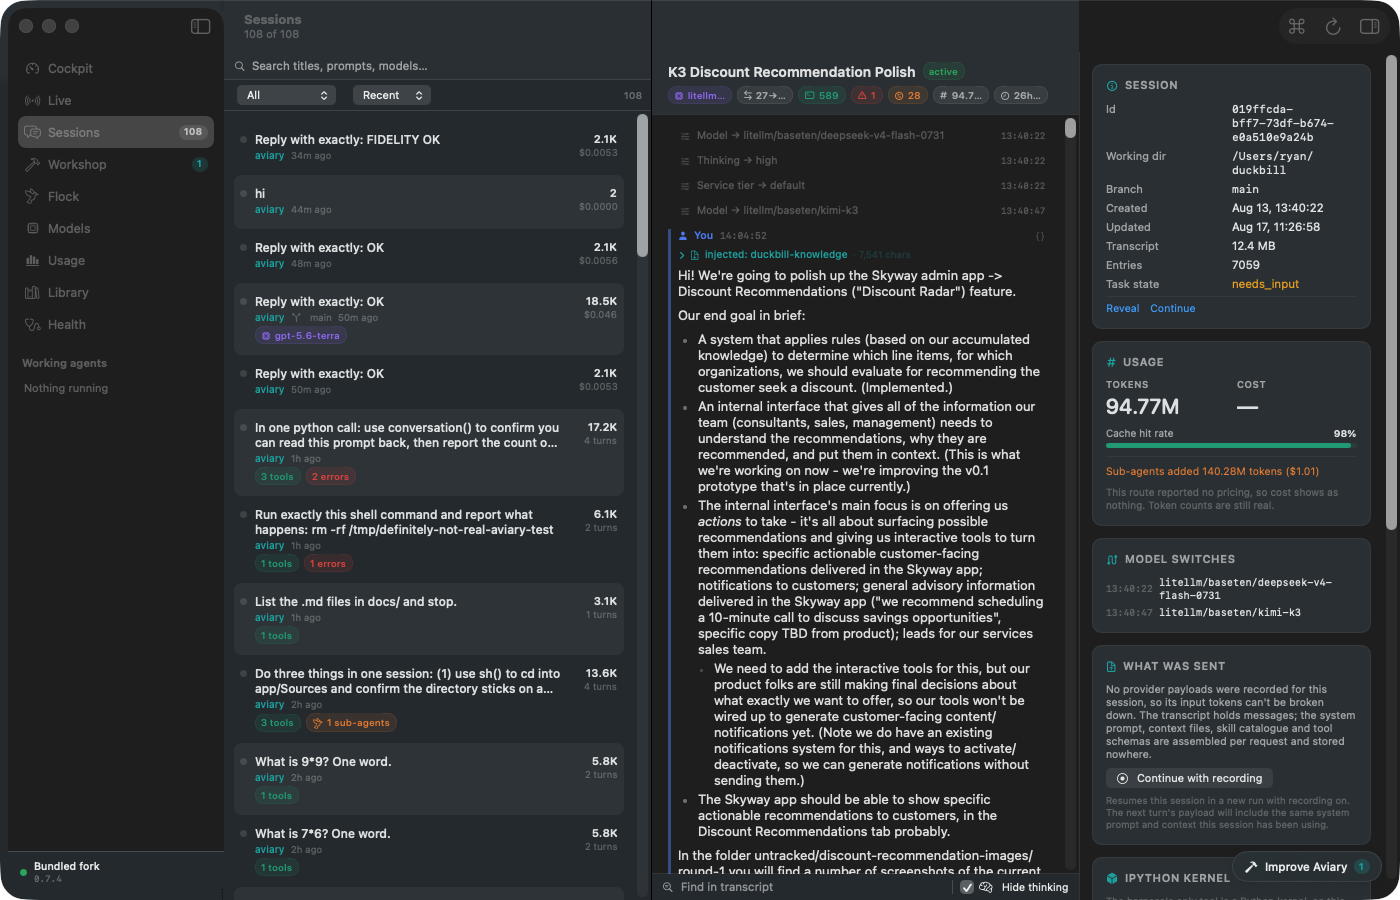 Cockpit
Live
Sessions 108
Workshop 1
Flock
Models
Usage
Library
Health
Working agents
Nothing running
Bundled fork
0.7.4
Sessions
108 of 108
Search titles, prompts, models...
All
Recent
108
Reply with exactly: FIDELITY OK 2.1K
aviary 34m ago $0.0053
hi 2
aviary 44m ago $0.0000
Reply with exactly: OK 2.1K
aviary 48m ago $0.0056
Reply with exactly: OK 18.5K
aviary main 50m ago $0.046
gpt-5.6-terra
Reply with exactly: OK 2.1K
aviary 50m ago $0.0053
In one python call: use conversation() to confirm you 17.2K
can read this prompt back, then report the count o... 4 turns
aviary 1h ago
3 tools 2 errors
Run exactly this shell command and report what 6.1K
happens: rm -rf /tmp/definitely-not-real-aviary-test 2 turns
aviary 1h ago
1 tools 1 errors
List the .md files in docs/ and stop. 3.1K
aviary 1h ago 1 turns
1 tools
Do three things in one session: (1) use sh() to cd into 13.6K
app/Sources and confirm the directory sticks on a... 4 turns
aviary 2h ago
3 tools 1 sub-agents
What is 9*9? One word. 5.8K
aviary 2h ago 2 turns
1 tools
What is 7*6? One word. 5.8K
aviary 2h ago 2 turns
1 tools
K3 Discount Recommendation Polish active
litellm... 27→... 589 1 28 # 94.7... 26h...
Model → litellm/baseten/deepseek-v4-flash-0731 13:40:22
Thinking → high 13:40:22
Service tier → default 13:40:22
Model → litellm/baseten/kimi-k3 13:40:47
You 14:04:52 {}
injected: duckbill-knowledge · 7,541 chars
Hi! We're going to polish up the Skyway admin app ->
Discount Recommendations ("Discount Radar") feature.
Our end goal in brief:
• A system that applies rules (based on our accumulated
knowledge) to determine which line items, for which
organizations, we should evaluate for recommending the
customer seek a discount. (Implemented.)
• An internal interface that gives all of the information our
team (consultants, sales, management) needs to
understand the recommendations, why they are
recommended, and put them in context. (This is what
we're working on now - we're improving the v0.1
prototype that's in place currently.)
• The internal interface's main focus is on offering us
actions to take - it's all about surfacing possible
recommendations and giving us interactive tools to turn
them into: specific actionable customer-facing
recommendations delivered in the Skyway app;
notifications to customers; general advisory information
delivered in the Skyway app ("we recommend scheduling
a 10-minute call to discuss savings opportunities",
specific copy TBD from product); leads for our services
sales team.
• We need to add the interactive tools for this, but our
product folks are still making final decisions about
what exactly we want to offer, so our tools won't be
wired up to generate customer-facing content/
notifications yet. (Note we do have an existing
notifications system for this, and ways to activate/
deactivate, so we can generate notifications without
sending them.)
• The Skyway app should be able to show specific
actionable recommendations to customers, in the
Discount Recommendations tab probably.
In the folder untracked/discount-recommendation-images/
round-1 you will find a number of screenshots of the current
Find in transcript
Hide thinking
SESSION
Id 019ffcda-
bff7-73df-b674-
e0a510e9a24b
Working dir /Users/ryan/
duckbill
Branch main
Created Aug 13, 13:40:22
Updated Aug 17, 11:26:58
Transcript 12.4 MB
Entries 7059
Task state needs_input
Reveal Continue
# USAGE
TOKENS COST
94.77M —
Cache hit rate 98%
Sub-agents added 140.28M tokens ($1.01)
This route reported no pricing, so cost shows as
nothing. Token counts are still real.
MODEL SWITCHES
13:40:22 litellm/baseten/deepseek-v4-
flash-0731
13:40:47 litellm/baseten/kimi-k3
WHAT WAS SENT
No provider payloads were recorded for this
session, so its input tokens can't be broken
down. The transcript holds messages; the system
prompt, context files, skill catalogue and tool
schemas are assembled per request and stored
nowhere.
Continue with recording
Resumes this session in a new run with recording on.
The next turn's payload will include the same system
prompt and context this session has been using.
IPYTHON KERNEL
Improve Aviary 1